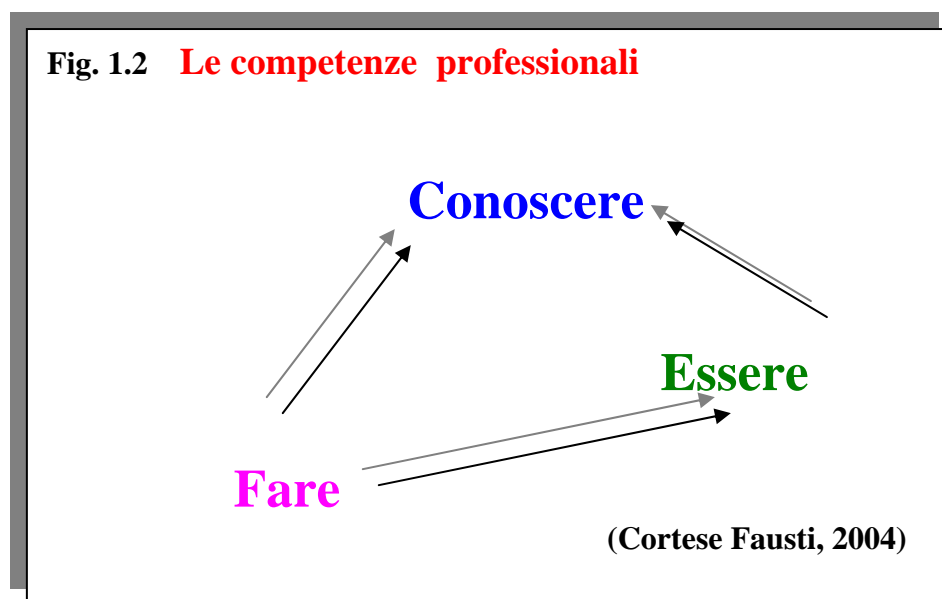 Fig. 1.2 Le competenze professionali
Conoscere
Essere
Fare
(Cortese Fausti, 2004)